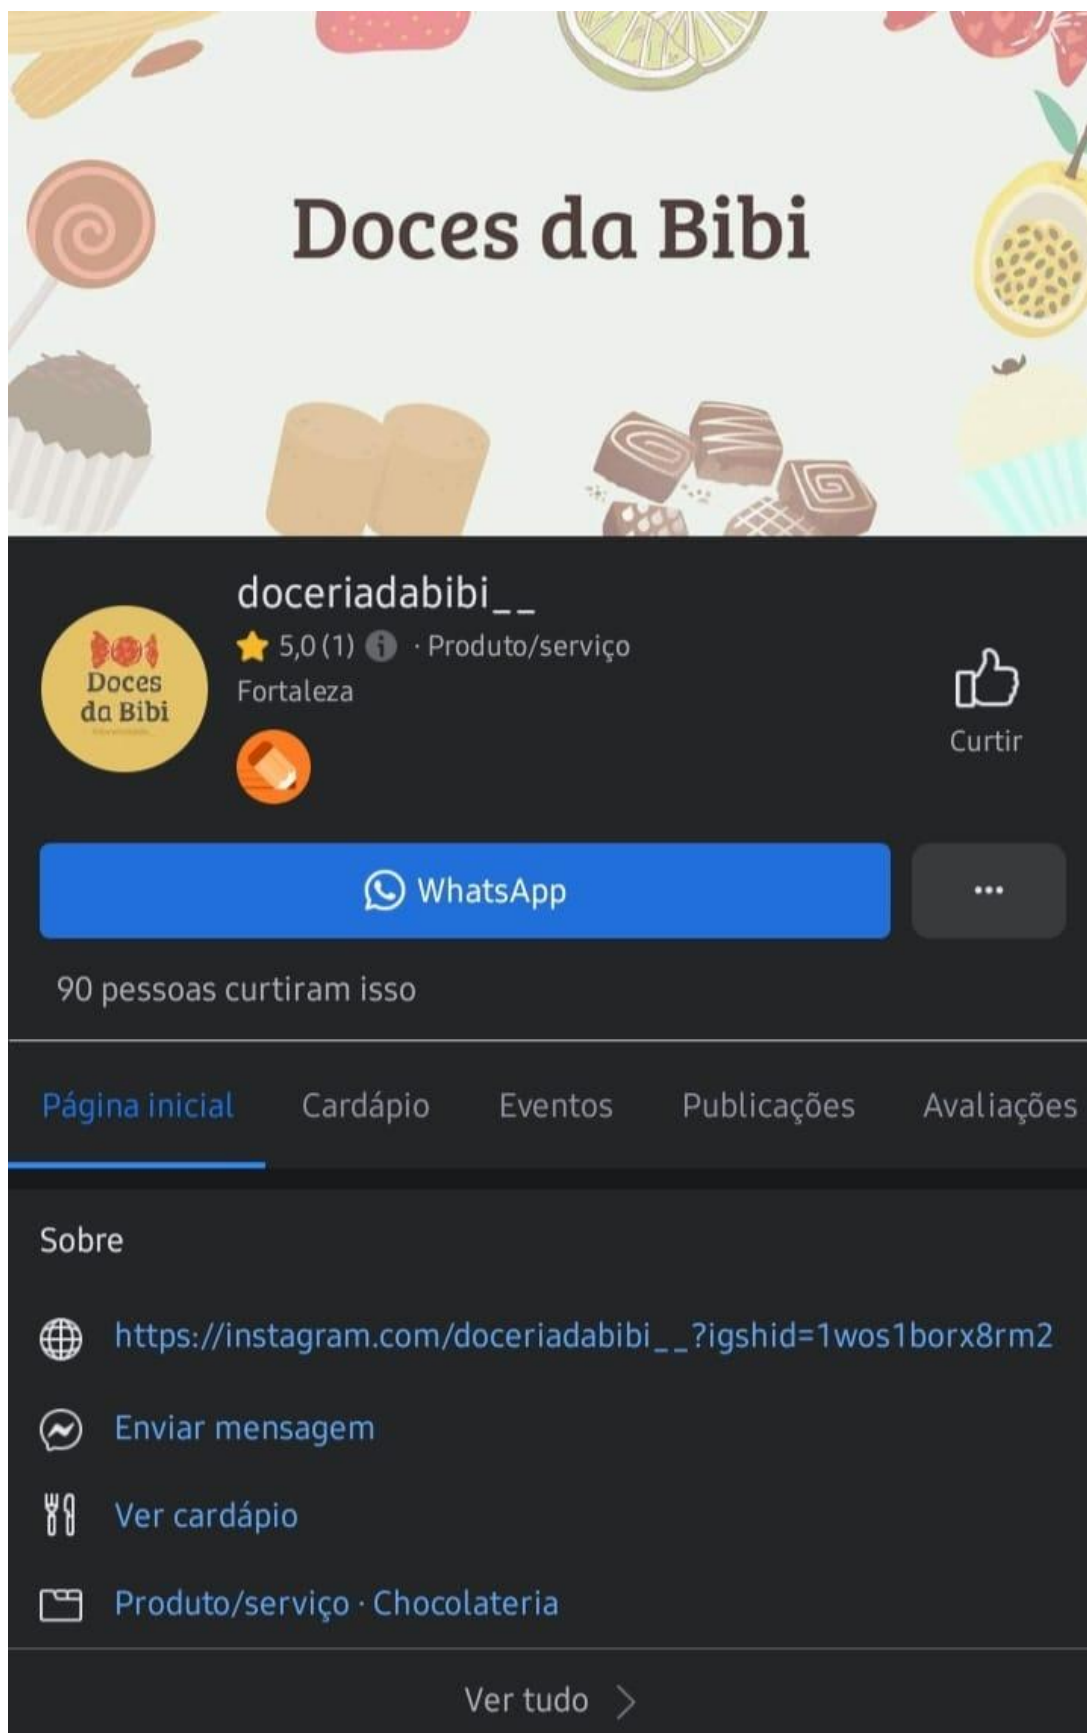 Doces da Bibi
doceriadabibi__
5,0 (1) · Produto/serviço
Fortaleza
Doces
da Bibi
Curtir
WhatsApp
90 pessoas curtiram isso
Página inicial Cardápio Eventos Publicações Avaliações
Sobre
https://instagram.com/doceriadabibi__?igshid=1wos1borx8rm2
Enviar mensagem
Ver cardápio
Produto/serviço · Chocolateria
Ver tudo